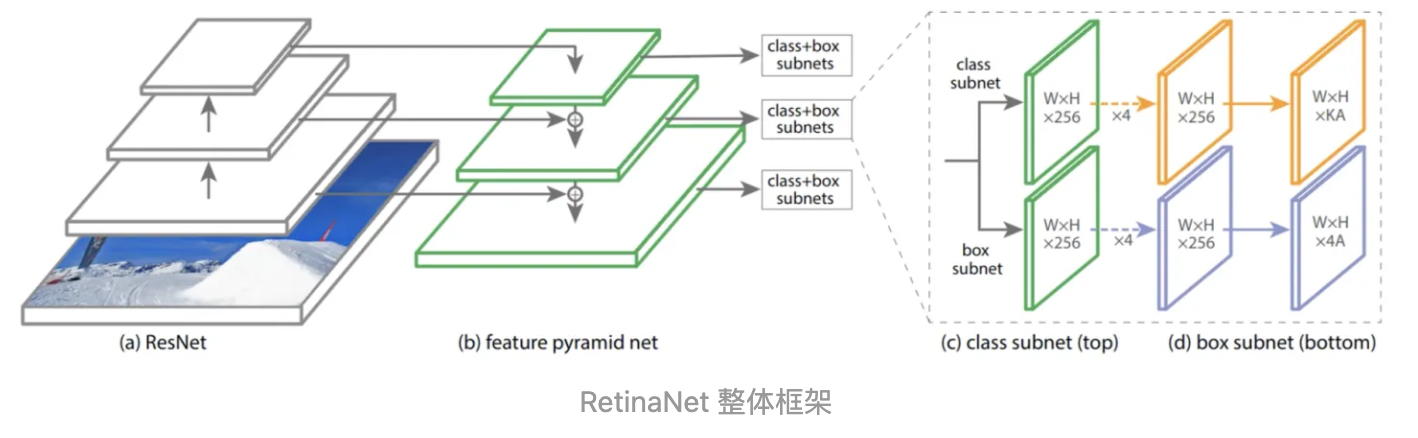 class+box
subnets
class+box
subnets
class+box
subnets
class
subnet
W×H
×256
×4
W×H
×256
W×H
×KA
box
subnet
W×H
×256
×4
W×H
×256
W×H
×4A
(a) ResNet
(b) feature pyramid net
(c) class subnet (top)
(d) box subnet (bottom)
RetinaNet 整体框架